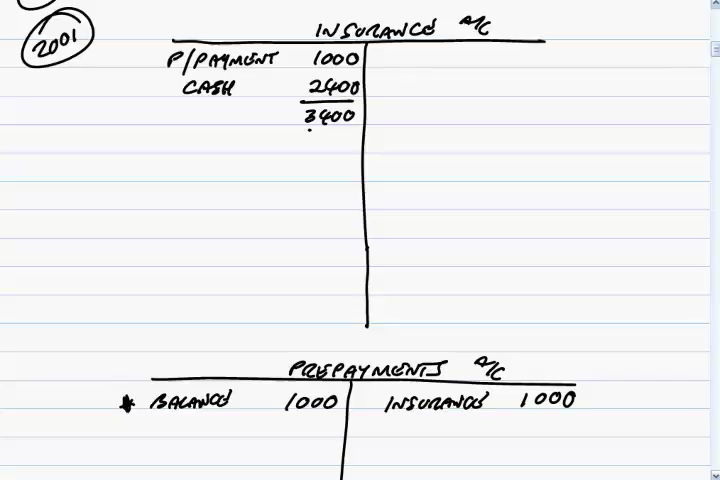 2001
INSURANCE A/C
P/PAYMENT 1000
CASH 2400
3400
PREPAYMENTS A/C
* BALANCE 1000 INSURANCE 1000